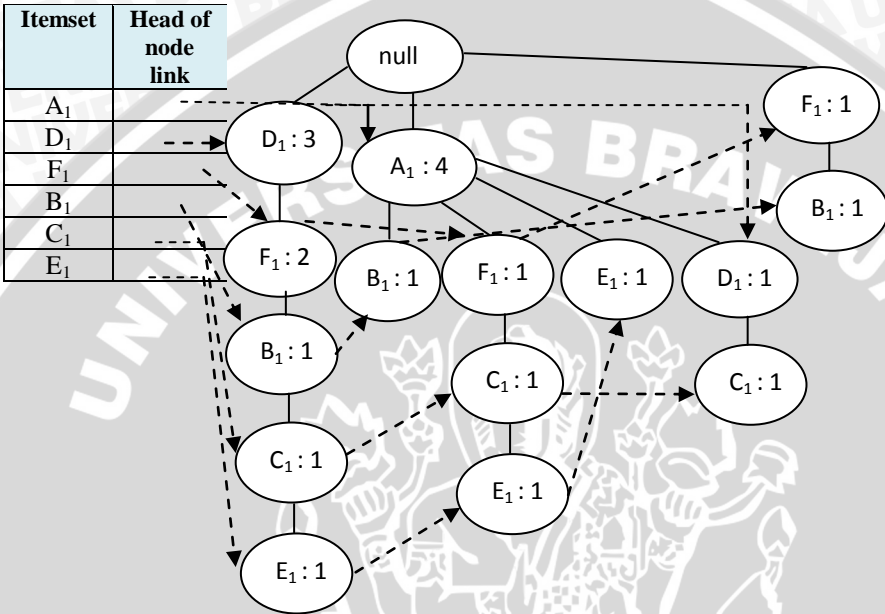 Itemset Head of node link
A₁
D₁
F₁
B₁
C₁
E₁
null
F₁ : 1
D₁ : 3
A₁ : 4
B₁ : 1
F₁ : 2
B₁ : 1
F₁ : 1
E₁ : 1
D₁ : 1
B₁ : 1
C₁ : 1
C₁ : 1
C₁ : 1
E₁ : 1
E₁ : 1
UNIVERSITAS BRAWIJAYA